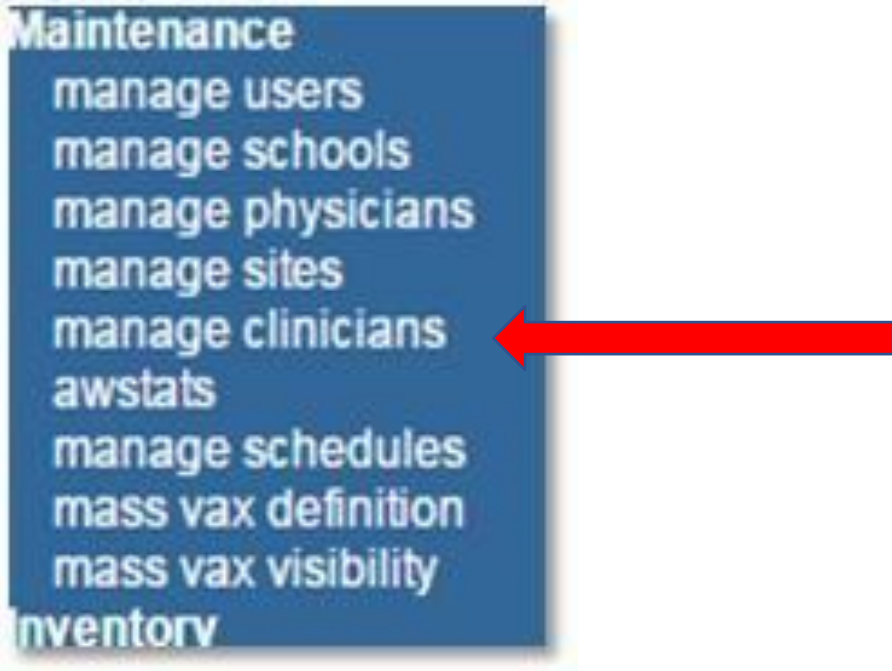 Maintenance
manage users
manage schools
manage physicians
manage sites
manage clinicians
awstats
manage schedules
mass vax definition
mass vax visibility
Inventory